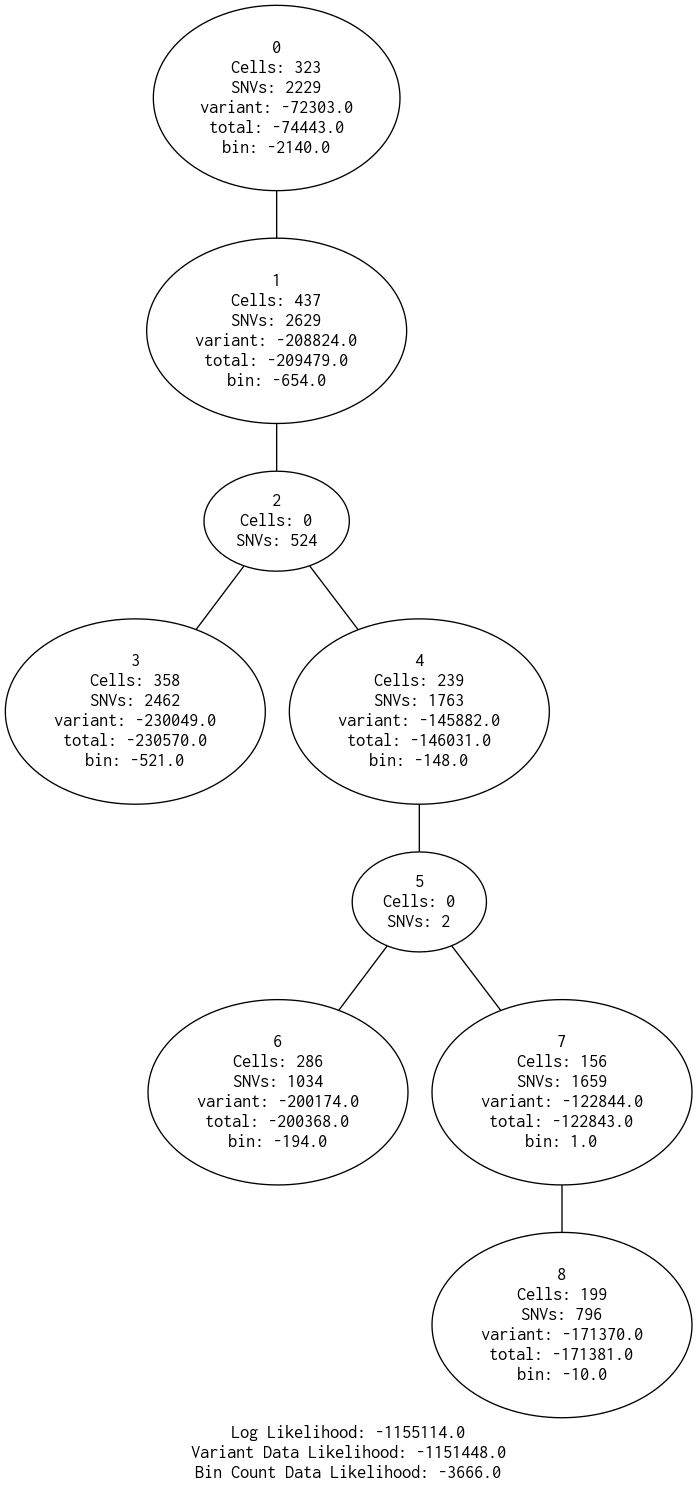 0
Cells: 323
SNVs: 2229
variant: -72303.0
total: -74443.0
bin: -2140.0
1
Cells: 437
SNVs: 2629
variant: -208824.0
total: -209479.0
bin: -654.0
2
Cells: 0
SNVs: 524
3
Cells: 358
SNVs: 2462
variant: -230049.0
total: -230570.0
bin: -521.0
4
Cells: 239
SNVs: 1763
variant: -145882.0
total: -146031.0
bin: -148.0
5
Cells: 0
SNVs: 2
6
Cells: 286
SNVs: 1034
variant: -200174.0
total: -200368.0
bin: -194.0
7
Cells: 156
SNVs: 1659
variant: -122844.0
total: -122843.0
bin: 1.0
8
Cells: 199
SNVs: 796
variant: -171370.0
total: -171381.0
bin: -10.0
Log Likelihood: -1155114.0
Variant Data Likelihood: -1151448.0
Bin Count Data Likelihood: -3666.0